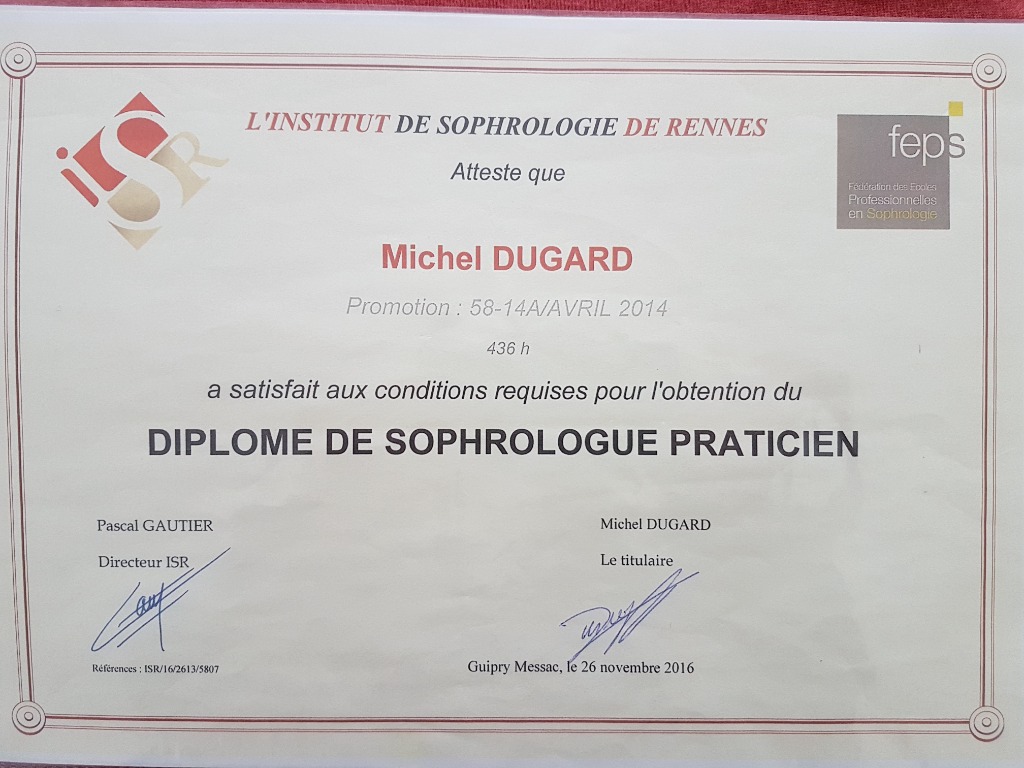 iSR
L'INSTITUT DE SOPHROLOGIE DE RENNES
feps
Fédération des Ecoles
Professionnelles
en Sophrologie
Atteste que
Michel DUGARD
Promotion : 58-14A/AVRIL 2014
436 h
a satisfait aux conditions requises pour l'obtention du
DIPLOME DE SOPHROLOGUE PRATICIEN
Pascal GAUTIER
Directeur ISR
Michel DUGARD
Le titulaire
Références : ISR/16/2613/5807
Guipry Messac, le 26 novembre 2016